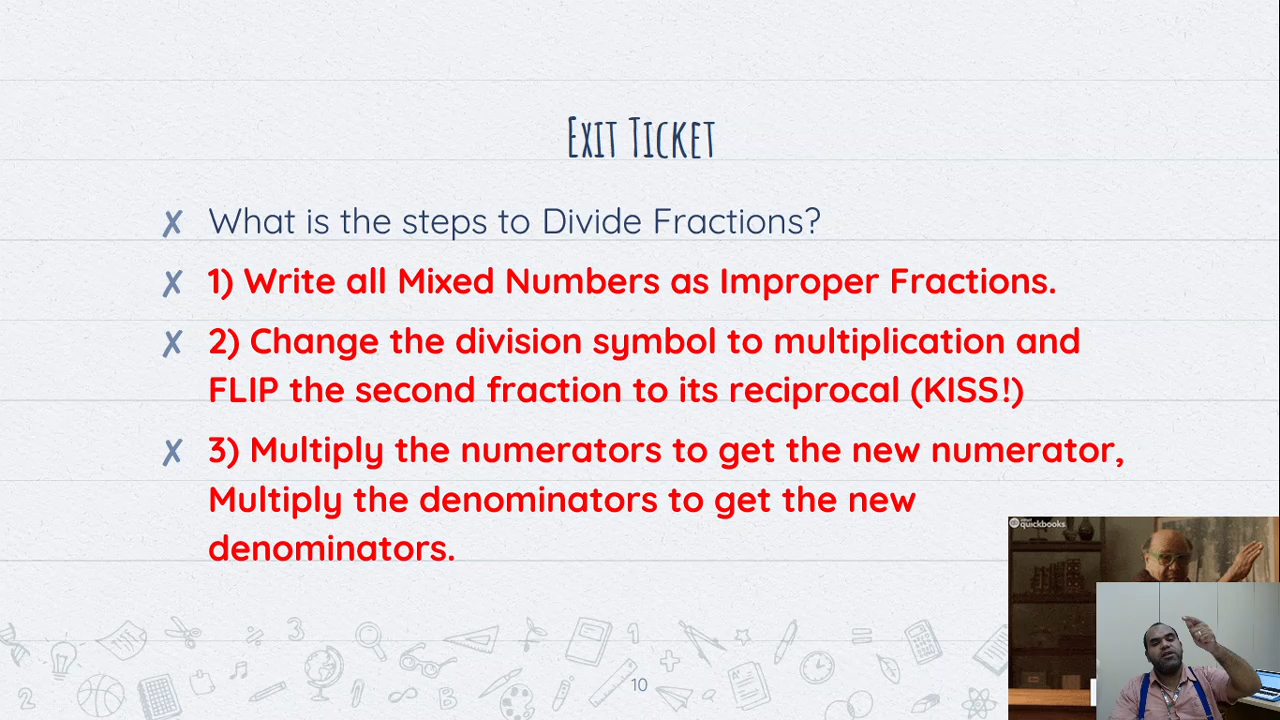 Exit Ticket
✗ What is the steps to Divide Fractions?
✗ 1) Write all Mixed Numbers as Improper Fractions.
✗ 2) Change the division symbol to multiplication and
FLIP the second fraction to its reciprocal (KISS!)
✗ 3) Multiply the numerators to get the new numerator,
Multiply the denominators to get the new
denominators.
quickbooks
10